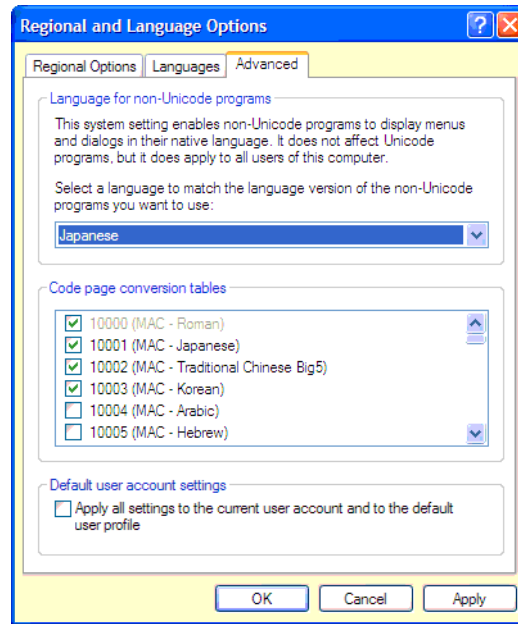 Regional and Language Options
Regional Options Languages Advanced
Language for non-Unicode programs
This system setting enables non-Unicode programs to display menus
and dialogs in their native language. It does not affect Unicode
programs, but it does apply to all users of this computer.
Select a language to match the language version of the non-Unicode
programs you want to use:
Japanese
Code page conversion tables
10000 (MAC - Roman)
10001 (MAC - Japanese)
10002 (MAC - Traditional Chinese Big5)
10003 (MAC - Korean)
10004 (MAC - Arabic)
10005 (MAC - Hebrew)
Default user account settings
Apply all settings to the current user account and to the default
user profile
OK Cancel Apply